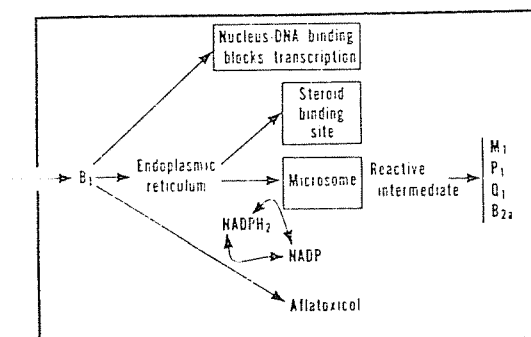 Nucleus-DNA binding
blocks transcription
Steroid
binding
site
B₁
Endoplasmic
reticulum
Microsome
Reactive
intermediate
M₁
P₁
Q₁
B₂ₐ
NADPH₂
NADP
Aflatoxicol